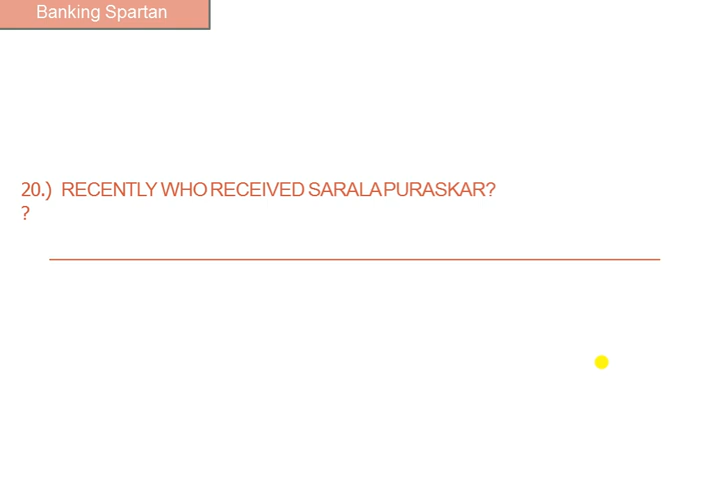 Banking Spartan
20.) RECENTLY WHO RECEIVED SARALA PURASKAR?
?